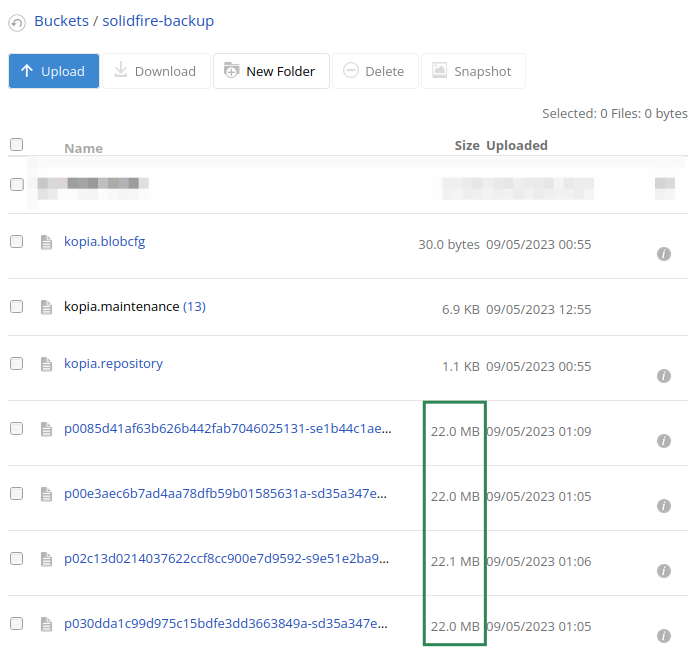 Buckets / solidfire-backup
Upload Download New Folder Delete Snapshot
Selected: 0 Files: 0 bytes
Name Size Uploaded
kopia.blobcfg 30.0 bytes 09/05/2023 00:55
kopia.maintenance (13) 6.9 KB 09/05/2023 12:55
kopia.repository 1.1 KB 09/05/2023 00:55
p0085d41af63b626b442fab7046025131-se1b44c1ae... 22.0 MB 09/05/2023 01:09
p00e3aec6b7ad4aa78dfb59b01585631a-sd35a347e... 22.0 MB 09/05/2023 01:05
p02c13d0214037622ccf8cc900e7d9592-s9e51e2ba9... 22.1 MB 09/05/2023 01:06
p030dda1c99d975c15bdfe3dd3663849a-sd35a347e... 22.0 MB 09/05/2023 01:05